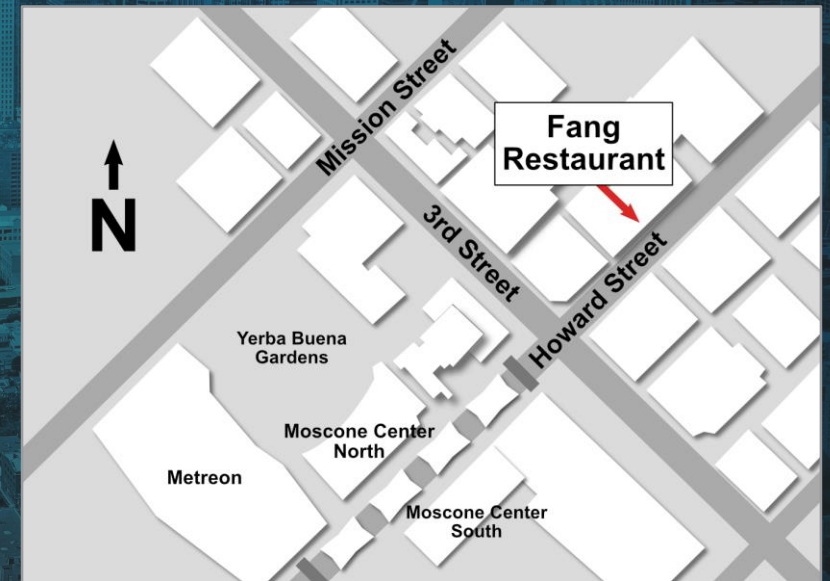 Mission Street
Fang
Restaurant
N
3rd Street
Howard Street
Yerba Buena
Gardens
Moscone Center
North
Metreon
Moscone Center
South